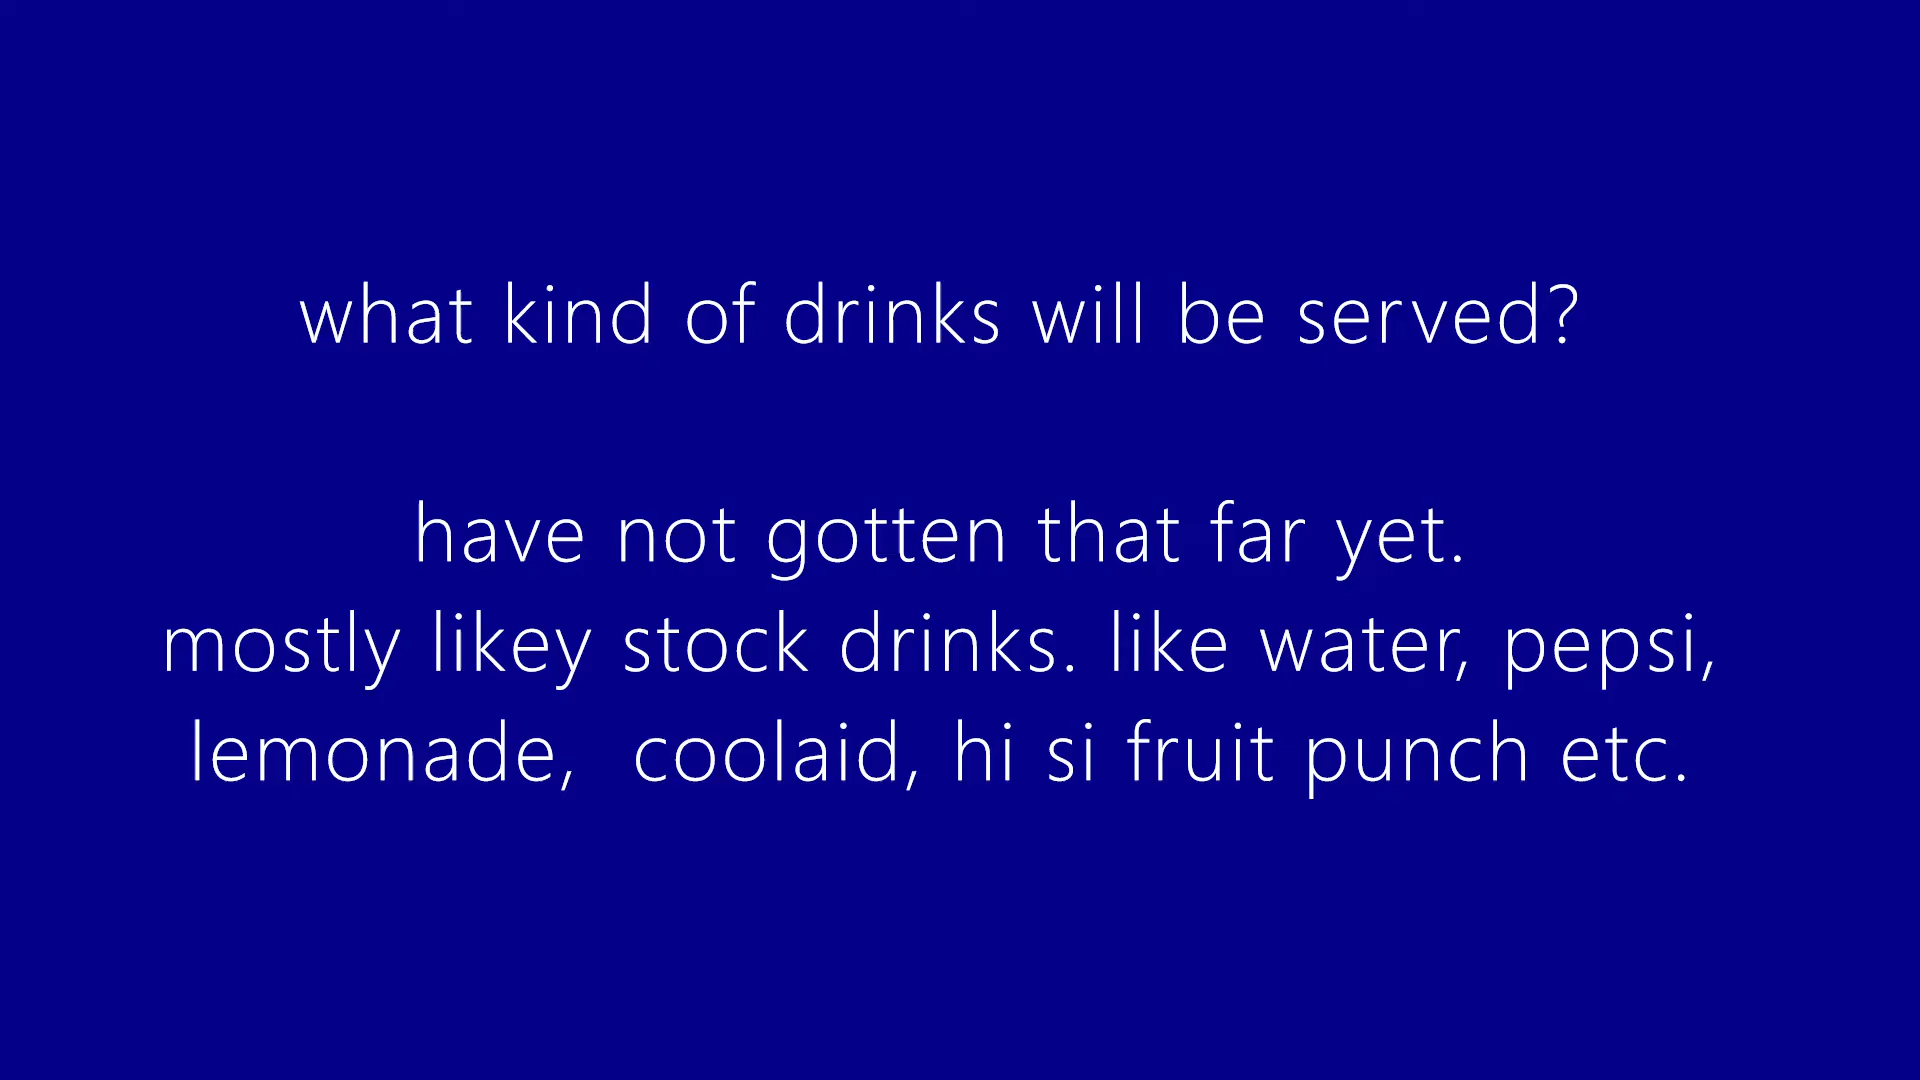 what kind of drinks will be served?
have not gotten that far yet.
mostly likey stock drinks. like water, pepsi,
lemonade,  coolaid, hi si fruit punch etc.